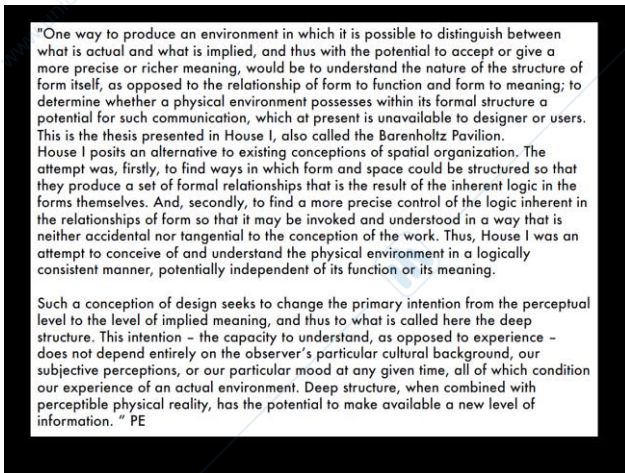 "One way to produce an environment in which it is possible to distinguish between
what is actual and what is implied, and thus with the potential to accept or give a
more precise or richer meaning, would be to understand the nature of the structure of
form itself, as opposed to the relationship of form to function and form to meaning; to
determine whether a physical environment possesses within its formal structure a
potential for such communication, which at present is unavailable to designer or users.
This is the thesis presented in House I, also called the Barenholtz Pavilion.
House I posits an alternative to existing conceptions of spatial organization. The
attempt was, firstly, to find ways in which form and space could be structured so that
they produce a set of formal relationships that is the result of the inherent logic in the
forms themselves. And, secondly, to find a more precise control of the logic inherent in
the relationships of form so that it may be invoked and understood in a way that is
neither accidental nor tangential to the conception of the work. Thus, House I was an
attempt to conceive of and understand the physical environment in a logically
consistent manner, potentially independent of its function or its meaning.
Such a conception of design seeks to change the primary intention from the perceptual
level to the level of implied meaning, and thus to what is called here the deep
structure. This intention – the capacity to understand, as opposed to experience –
does not depend entirely on the observer's particular cultural background, our
subjective perceptions, or our particular mood at any given time, all of which condition
our experience of an actual environment. Deep structure, when combined with
perceptible physical reality, has the potential to make available a new level of
information. " PE